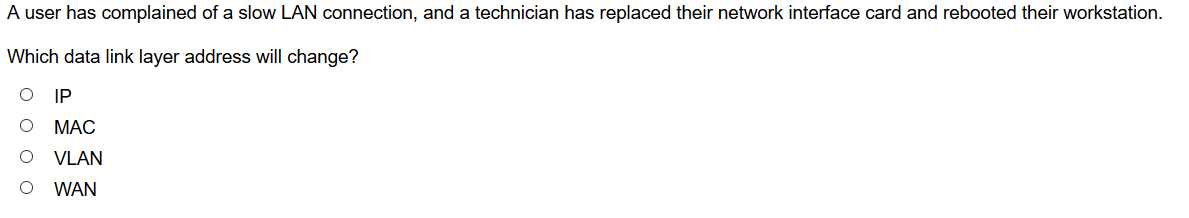 A user has complained of a slow LAN connection, and a technician has replaced their network interface card and rebooted their workstation.
Which data link layer address will change?
IP
MAC
VLAN
WAN